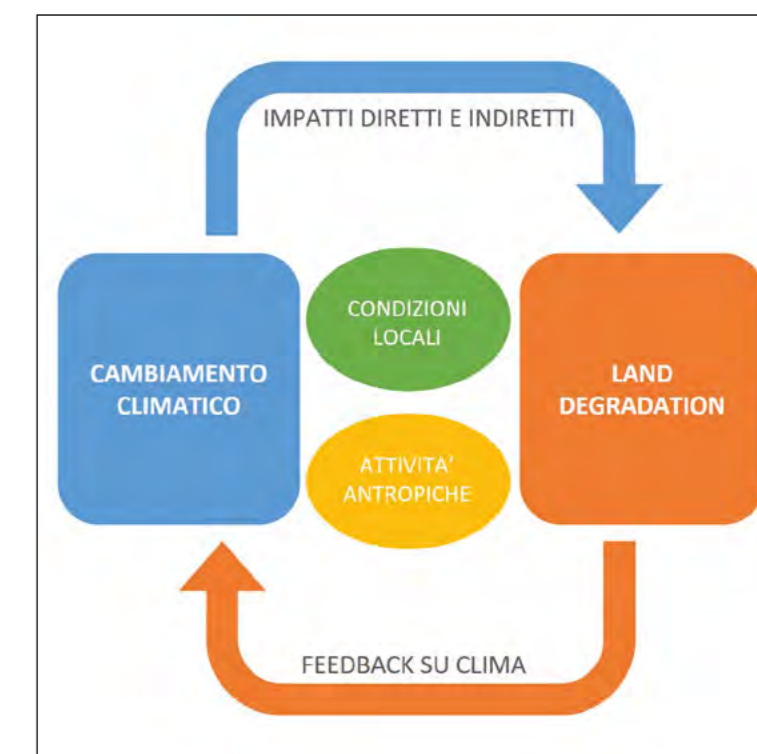 IMPATTI DIRETTI E INDIRETTI
CONDIZIONI
LOCALI
CAMBIAMENTO
CLIMATICO
LAND
DEGRADATION
ATTIVITA'
ANTROPICHE
FEEDBACK SU CLIMA